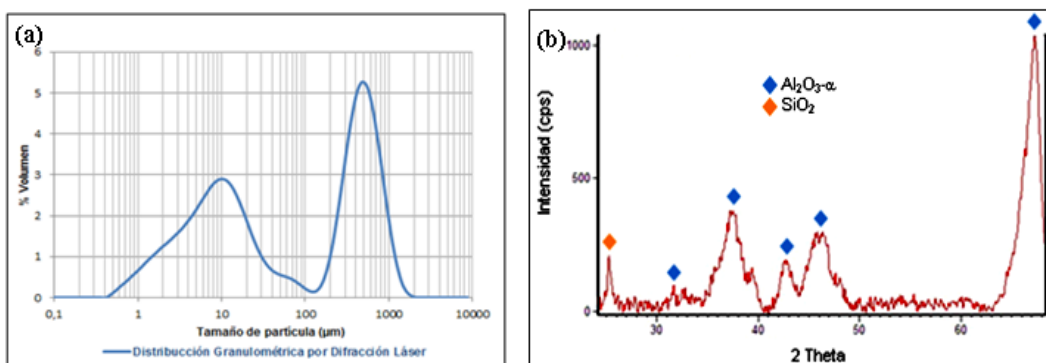 (a)
6
5
4
3
2
1
0
% Volumen
0,1 1 10 100 1000 10000
Tamaño de partícula (µm)
Distribucción Granulométrica por Difracción Láser
(b)
1000
500
0
Intensidad (cps)
Al₂O₃-α
SiO₂
30 40 50 60
2 Theta